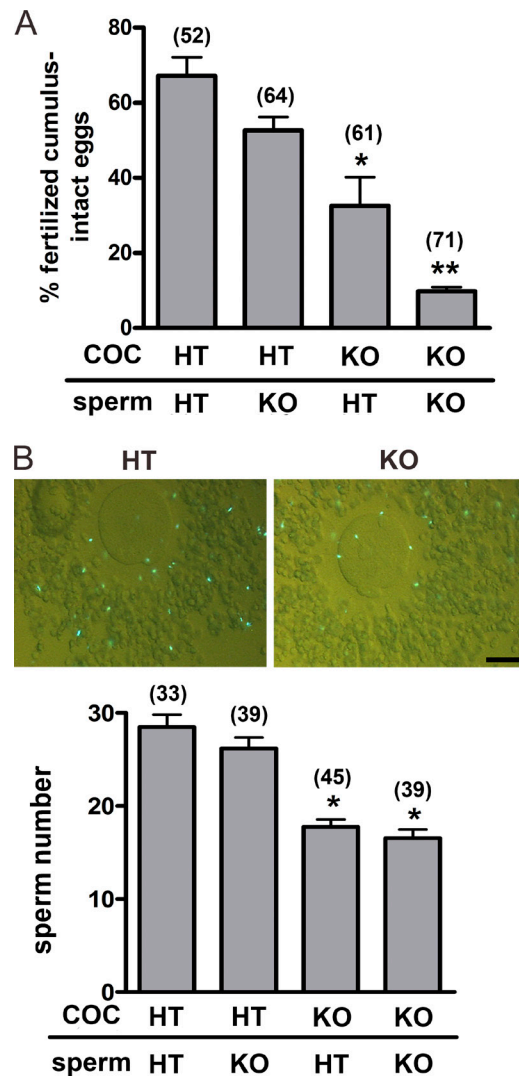 A
% fertilized cumulus-
intact eggs
80
60
40
20
0
(52)
(64)
(61)
*
(71)
**
COC HT HT KO KO
sperm HT KO HT KO
B
HT KO
sperm number
30
20
10
0
(33)
(39)
(45)
*
(39)
*
COC HT HT KO KO
sperm HT KO HT KO